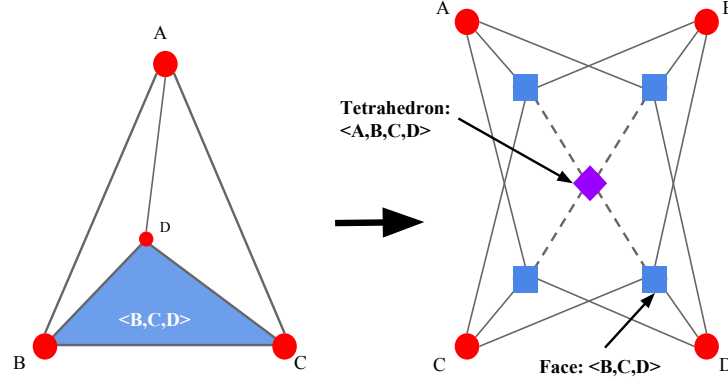 A
D
<B,C,D>
B
C
A
B
Tetrahedron:
<A,B,C,D>
C
D
Face: <B,C,D>